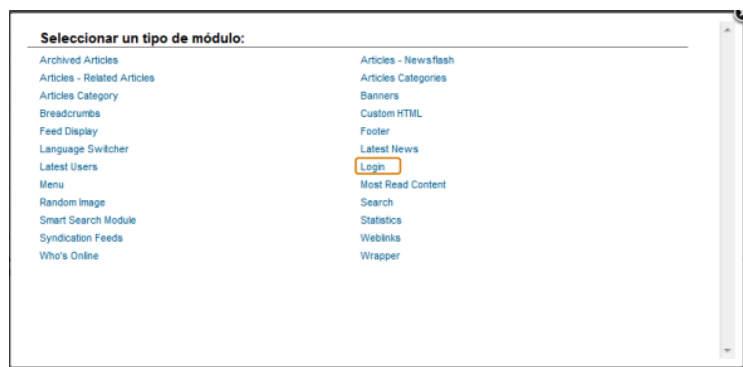 Seleccionar un tipo de módulo:
Archived Articles
Articles - Newsflash
Articles - Related Articles
Articles Categories
Articles Category
Banners
Breadcrumbs
Custom HTML
Feed Display
Footer
Language Switcher
Latest News
Latest Users
Login
Menu
Most Read Content
Random Image
Search
Smart Search Module
Statistics
Syndication Feeds
Weblinks
Who's Online
Wrapper